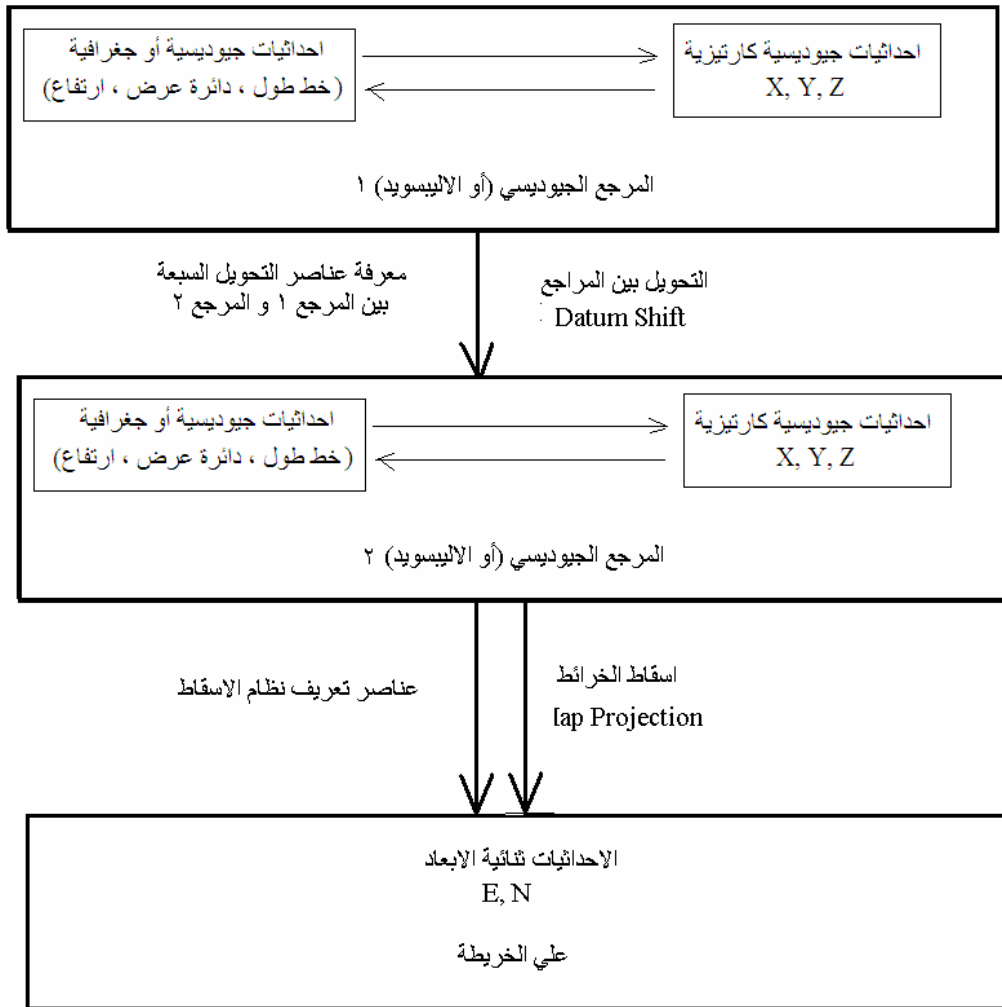 احداثيات جيوديسية أو جغرافية
(خط طول ، دائرة عرض ، ارتفاع)
احداثيات جيوديسية كارتيزية
X, Y, Z
المرجع الجيوديسي (أو الاليبسويد) ١
معرفة عناصر التحويل السبعة
بين المرجع ١ و المرجع ٢
التحويل بين المراجع
Datum Shift
احداثيات جيوديسية أو جغرافية
(خط طول ، دائرة عرض ، ارتفاع)
احداثيات جيوديسية كارتيزية
X, Y, Z
المرجع الجيوديسي (أو الاليبسويد) ٢
عناصر تعريف نظام الاسقاط
اسقاط الخرائط
ap Projection
الاحداثيات ثنائية الابعاد
E, N
علي الخريطة